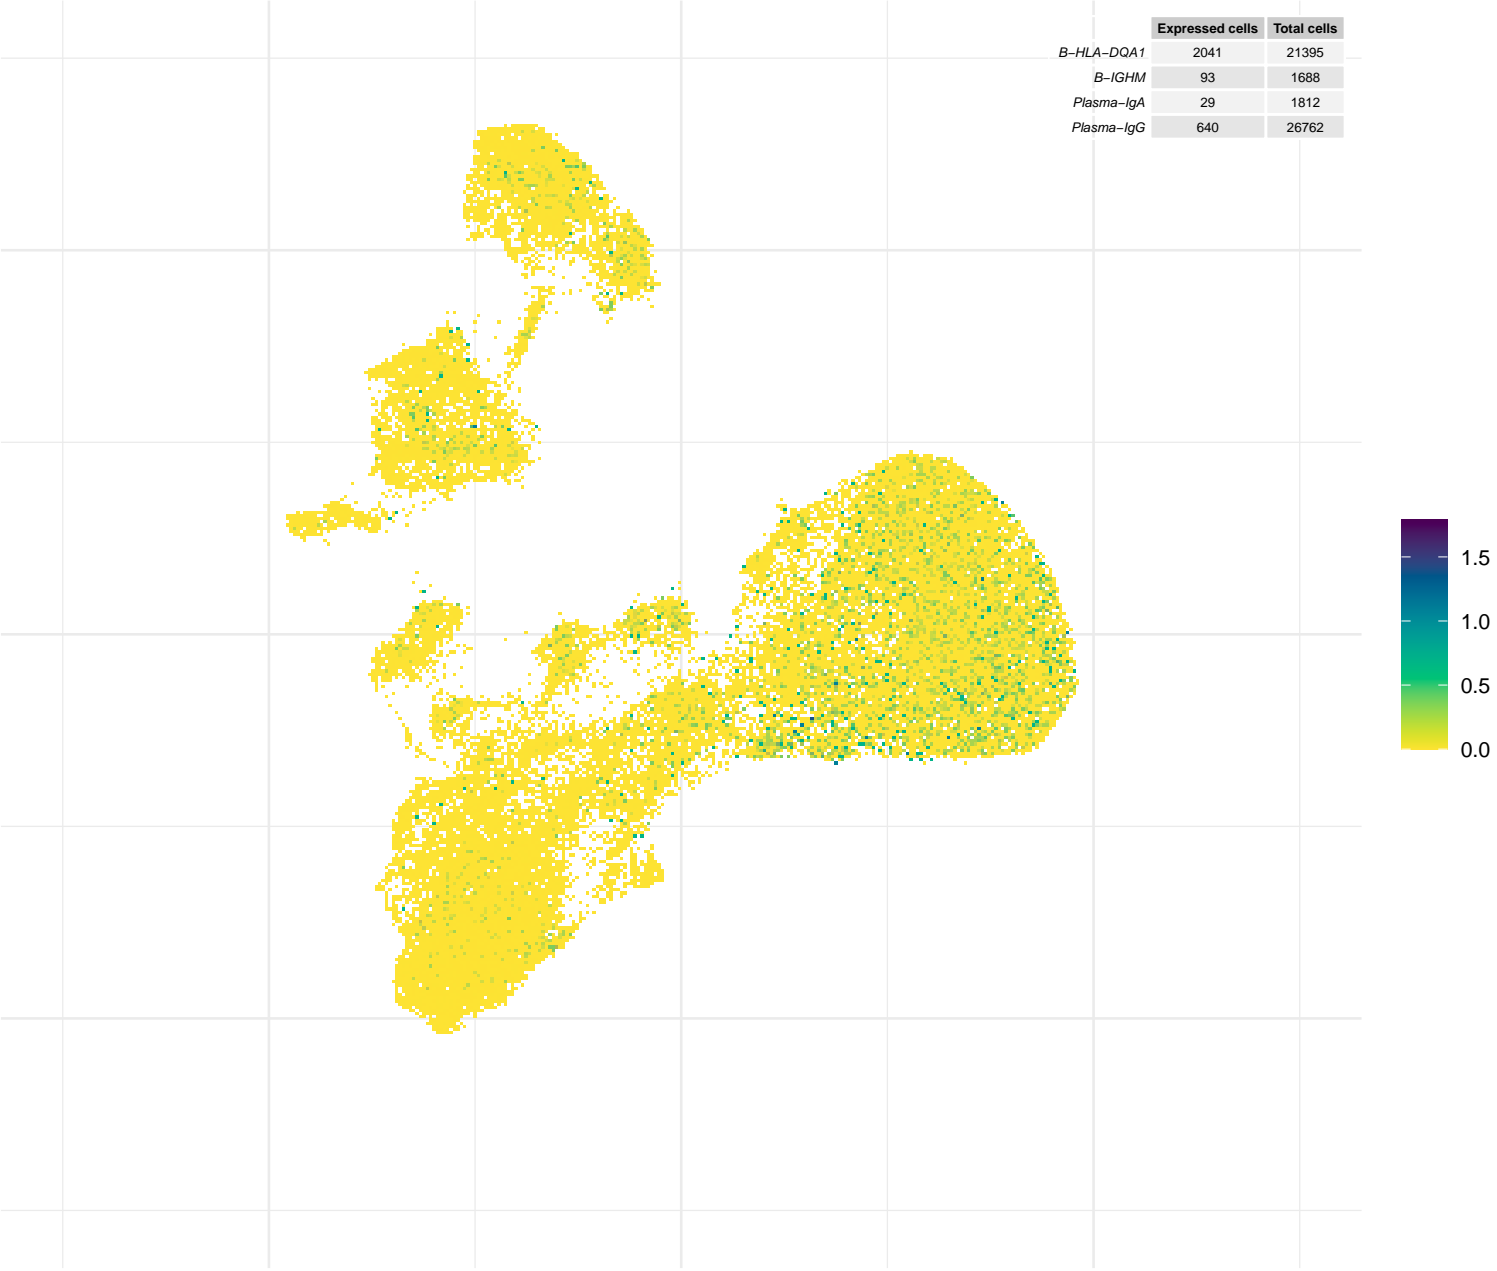 Expressed cells Total cells
B−HLA−DQA1 2041 21395
B−IGHM 93 1688
Plasma−IgA 29 1812
Plasma−IgG 640 26762
1.5
1.0
0.5
0.0